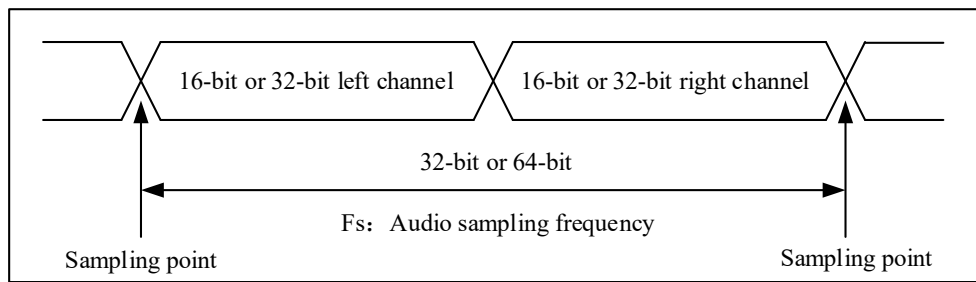 16-bit or 32-bit left channel 16-bit or 32-bit right channel
32-bit or 64-bit
Fs：Audio sampling frequency
Sampling point Sampling point